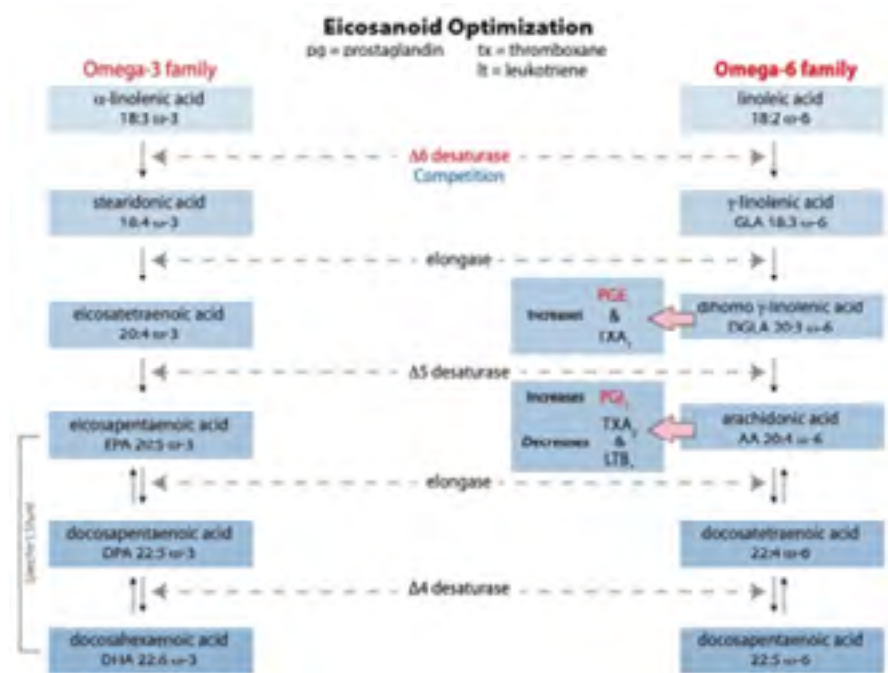 Eicosanoid Optimization
pg = prostaglandin tx = thromboxane
lt = leukotriene
Omega-3 family
Omega-6 family
α-linolenic acid
18:3 ω-3
linoleic acid
18:2 ω-6
Δ6 desaturase
Competition
stearidonic acid
18:4 ω-3
γ-linolenic acid
GLA 18:3 ω-6
elongase
eicosatetraenoic acid
20:4 ω-3
Increases
PGE
&
TXA
dihomo γ-linolenic acid
DGLA 20:3 ω-6
Δ5 desaturase
eicosapentaenoic acid
EPA 20:5 ω-3
Increases
TXA
Decreases &
LTB
arachidonic acid
AA 20:4 ω-6
elongase
docosapentaenoic acid
DPA 22:5 ω-3
docosatetraenoic acid
22:4 ω-6
Δ4 desaturase
docosahexaenoic acid
DHA 22:6 ω-3
docosapentaenoic acid
22:5 ω-6